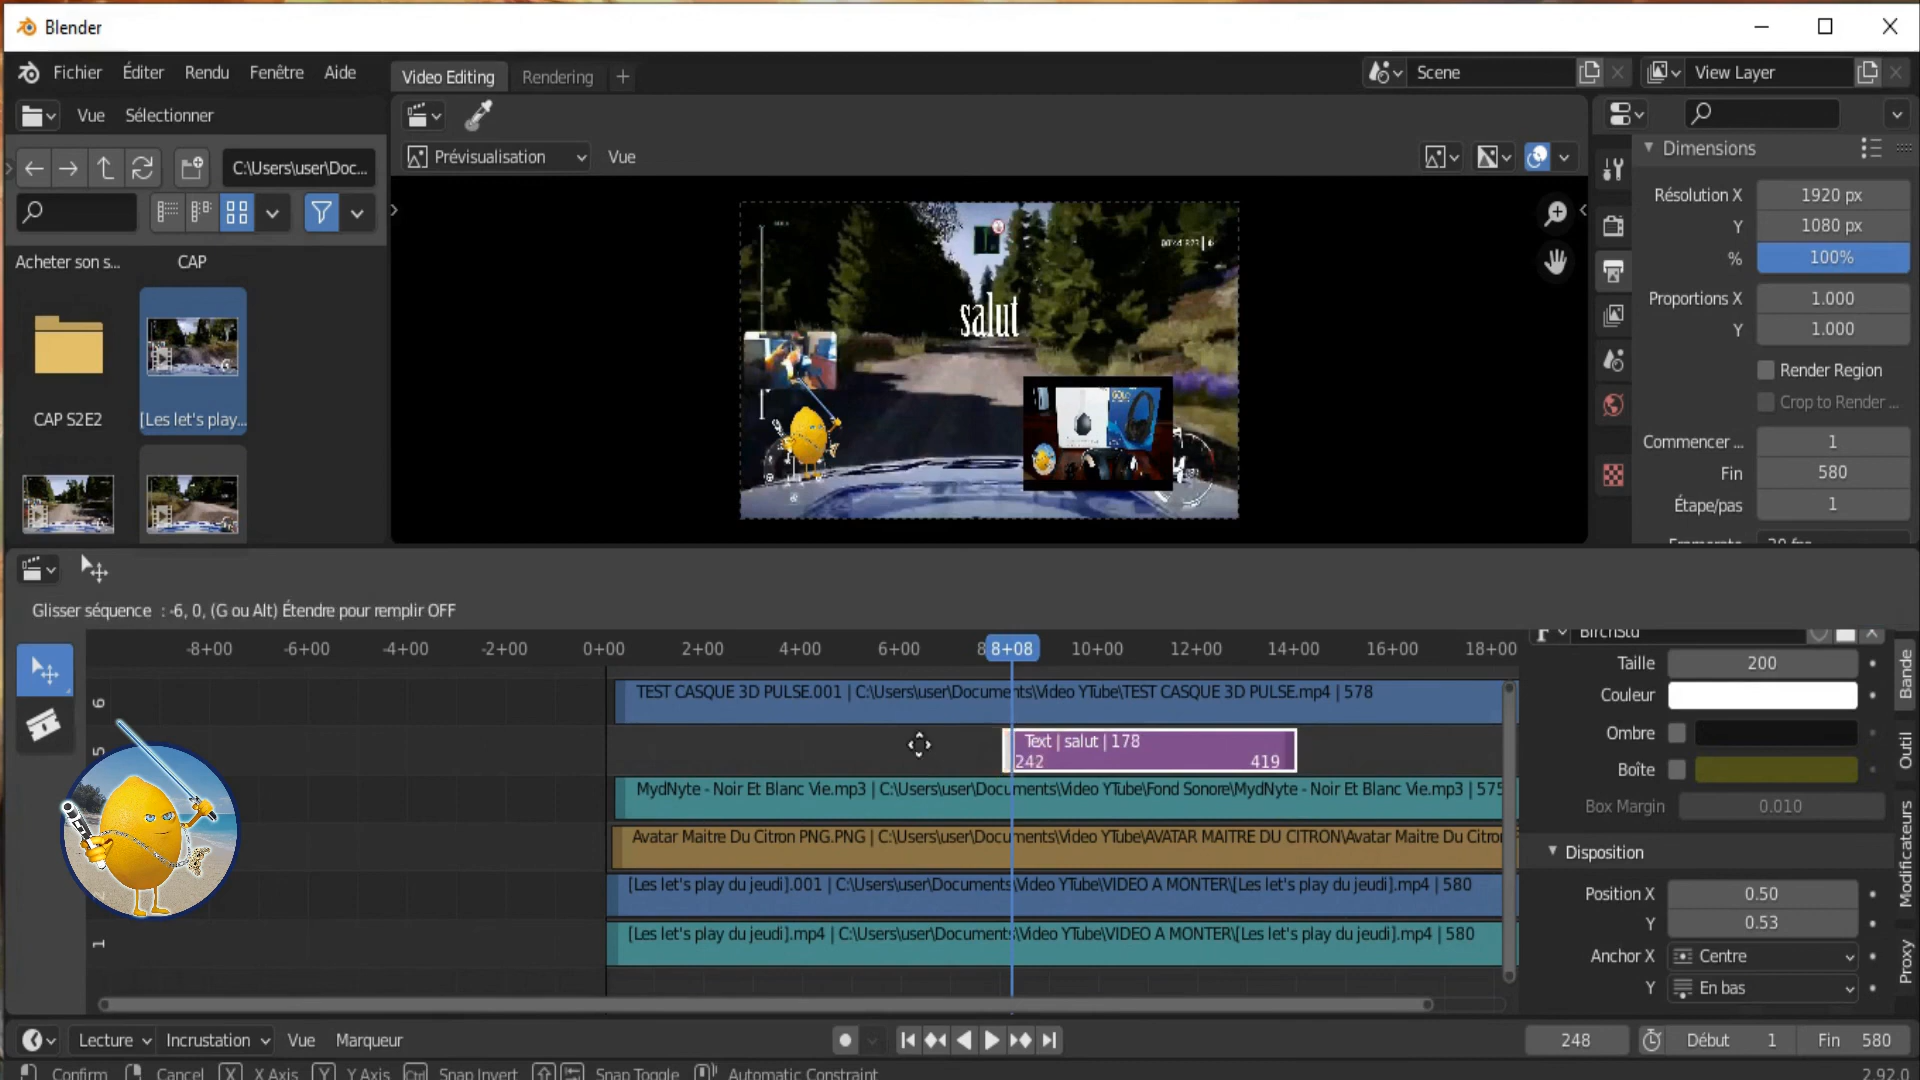 Blender
Fichier Éditer Rendu Fenêtre Aide
Video Editing Rendering +
Scene
View Layer
Vue Sélectionner
C:\Users\user\Doc...
Prévisualisation Vue
Acheter son s...
CAP
CAP S2E2
[Les let's play...
salut
Dimensions
Résolution X 1920 px
Y 1080 px
% 100%
Proportions X 1.000
Y 1.000
Render Region
Crop to Render ...
Commencer ... 1
Fin 580
Étape/pas 1
Glisser séquence : -6, 0, (G ou Alt) Étendre pour remplir OFF
-8+00 -6+00 -4+00 -2+00 0+00 2+00 4+00 6+00 8+08 10+00 12+00 14+00 16+00 18+00
6
TEST CASQUE 3D PULSE.001 | C:\Users\user\Documents\Video YTube\TEST CASQUE 3D PULSE.mp4 | 578
5
Text | salut | 178
242 419
MydNyte - Noir Et Blanc Vie.mp3 | C:\Users\user\Documents\Video YTube\Fond Sonore\MydNyte - Noir Et Blanc Vie.mp3 | 575
Avatar Maitre Du Citron PNG.PNG | C:\Users\user\Documents\Video YTube\AVATAR MAITRE DU CITRON\Avatar Maitre Du Citro
[Les let's play du jeudi].001 | C:\Users\user\Documents\Video YTube\VIDEO A MONTER\[Les let's play du jeudi].mp4 | 580
1
[Les let's play du jeudi].mp4 | C:\Users\user\Documents\Video YTube\VIDEO A MONTER\[Les let's play du jeudi].mp4 | 580
Taille 200
Couleur
Ombre
Boîte
Box Margin 0.010
Disposition
Position X 0.50
Y 0.53
Anchor X Centre
Y En bas
Bande
Outil
Modificateurs
Proxy
Lecture Incrustation Vue Marqueur
248
Début 1
Fin 580
Confirm Cancel X X Axis Y Y Axis Ctrl Snap Invert Snap Toggle Automatic Constraint
2.92.0